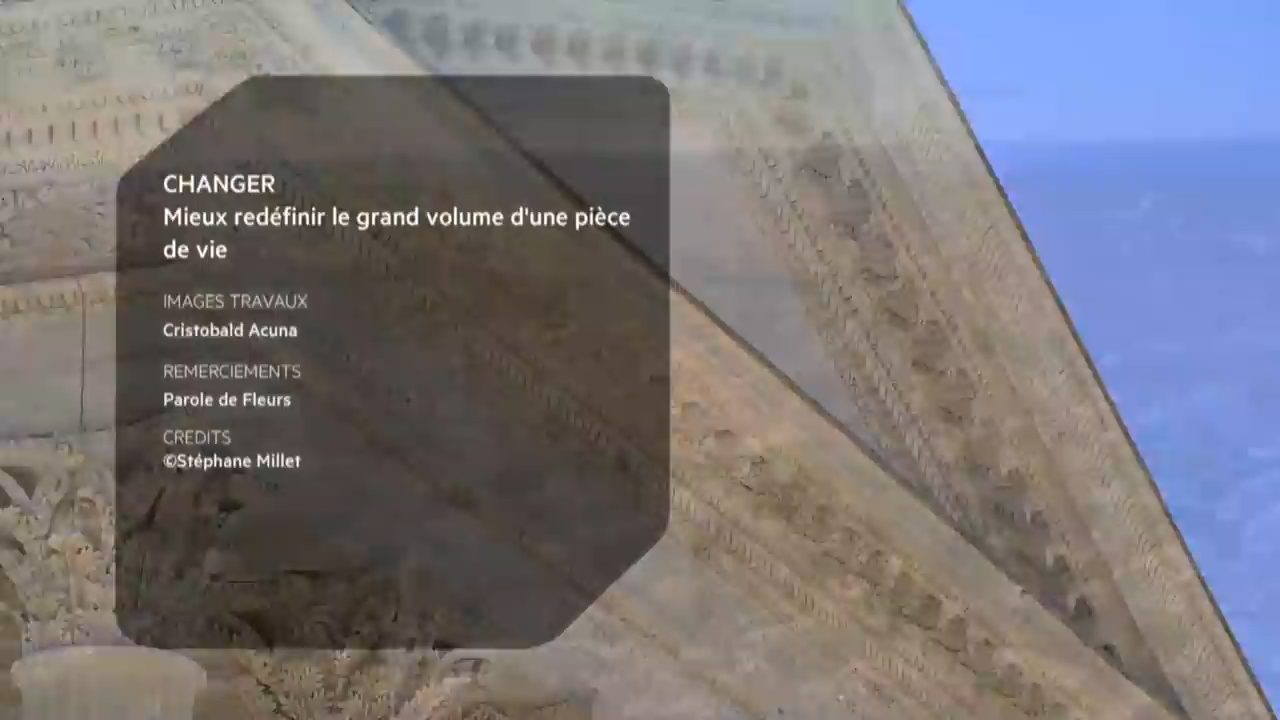 CHANGER
Mieux redéfinir le grand volume d'une pièce
de vie
IMAGES TRAVAUX
Cristobald Acuna
REMERCIEMENTS
Parole de Fleurs
CREDITS
©Stéphane Millet